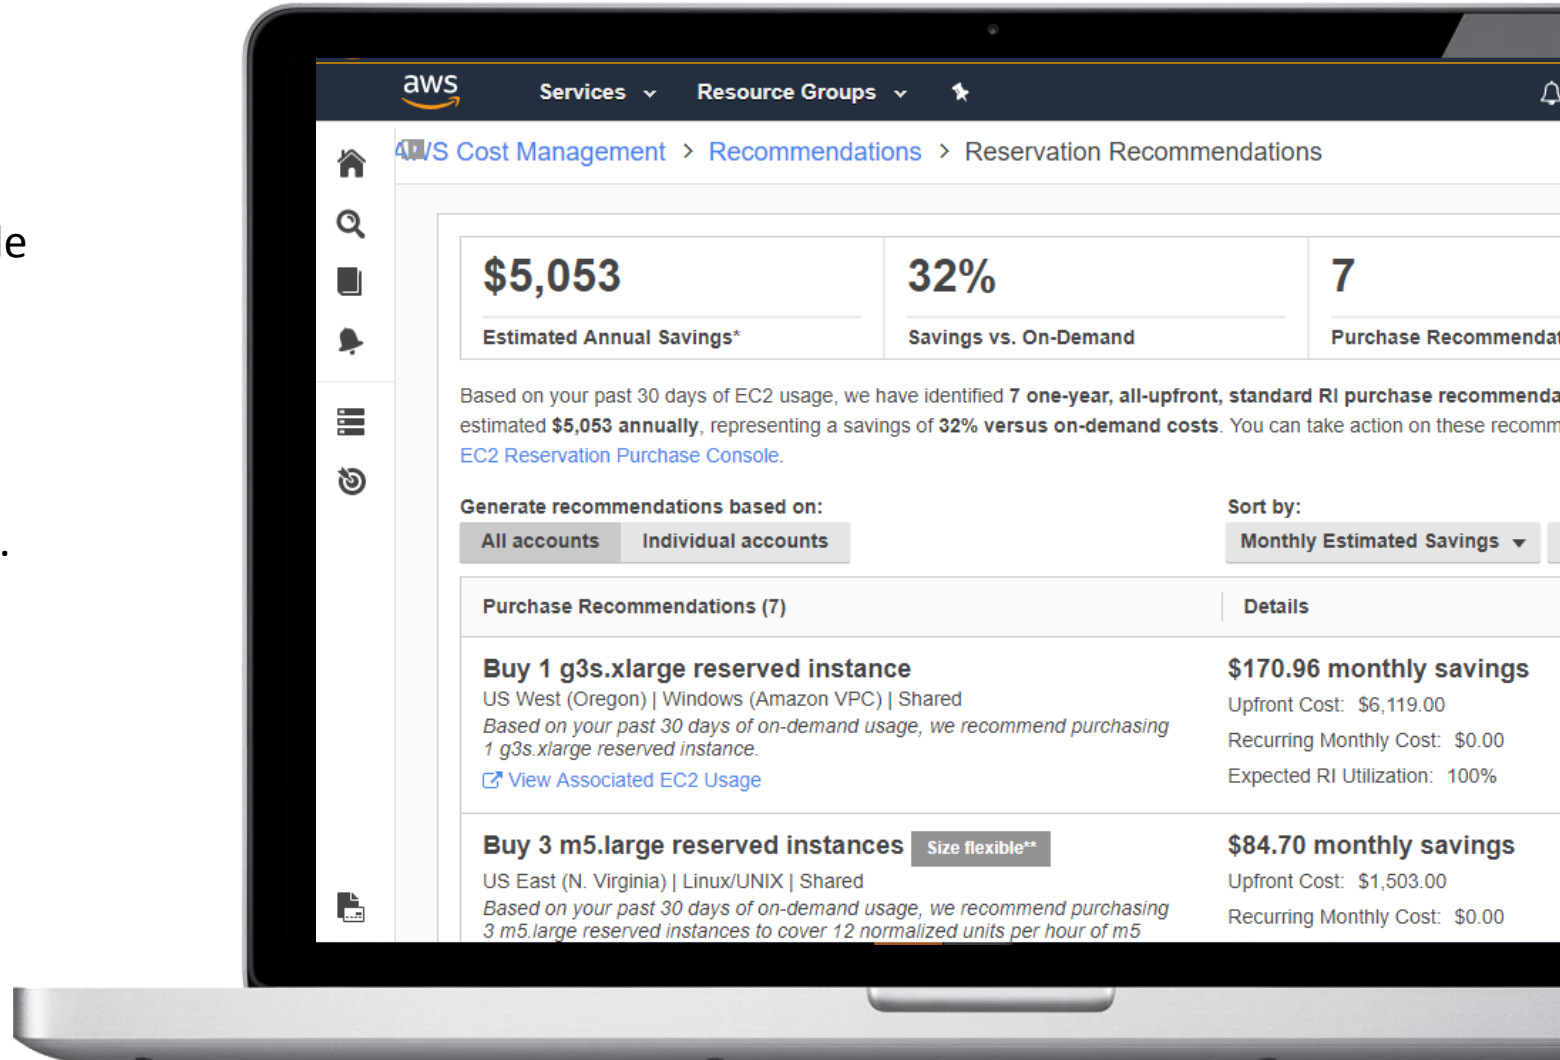 le
.
aws
Services
Resource Groups
AWS Cost Management > Recommendations > Reservation Recommendations
$5,053
32%
7
Estimated Annual Savings*
Savings vs. On-Demand
Purchase Recommendat
Based on your past 30 days of EC2 usage, we have identified 7 one-year, all-upfront, standard RI purchase recommenda
estimated $5,053 annually, representing a savings of 32% versus on-demand costs. You can take action on these recomm
EC2 Reservation Purchase Console.
Generate recommendations based on:
Sort by:
All accounts
Individual accounts
Monthly Estimated Savings
Purchase Recommendations (7)
Details
Buy 1 g3s.xlarge reserved instance
$170.96 monthly savings
US West (Oregon) | Windows (Amazon VPC) | Shared
Upfront Cost: $6,119.00
Based on your past 30 days of on-demand usage, we recommend purchasing
1 g3s.xlarge reserved instance.
Recurring Monthly Cost: $0.00
View Associated EC2 Usage
Expected RI Utilization: 100%
Buy 3 m5.large reserved instances
Size flexible**
$84.70 monthly savings
US East (N. Virginia) | Linux/UNIX | Shared
Upfront Cost: $1,503.00
Based on your past 30 days of on-demand usage, we recommend purchasing
Recurring Monthly Cost: $0.00
3 m5.large reserved instances to cover 12 normalized units per hour of m5